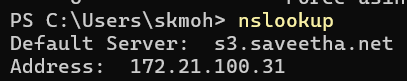 PS C:\Users\skmoh> nslookup
Default Server:  s3.saveetha.net
Address:  172.21.100.31